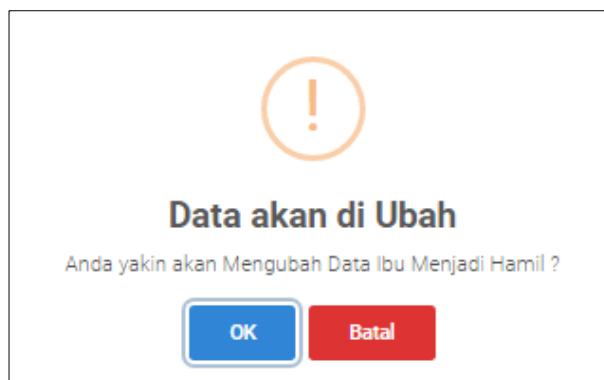 !
Data akan di Ubah
Anda yakin akan Mengubah Data Ibu Menjadi Hamil ?
OK
Batal